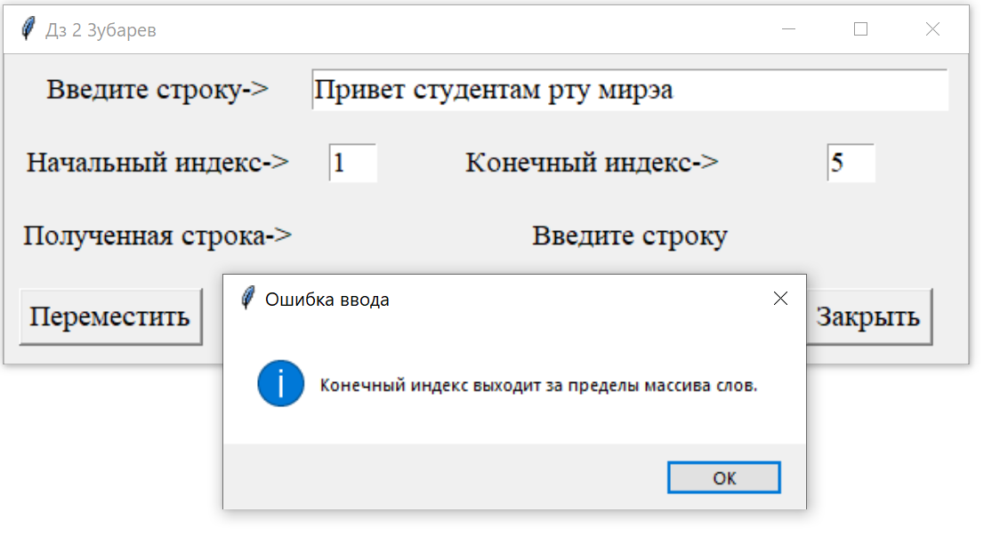 Дз 2 Зубарев
Введите строку-> Привет студентам рту мирэа
Начальный индекс-> 1 Конечный индекс-> 5
Полученная строка-> Введите строку
Переместить Закрыть
Ошибка ввода
i Конечный индекс выходит за пределы массива слов.
ОК